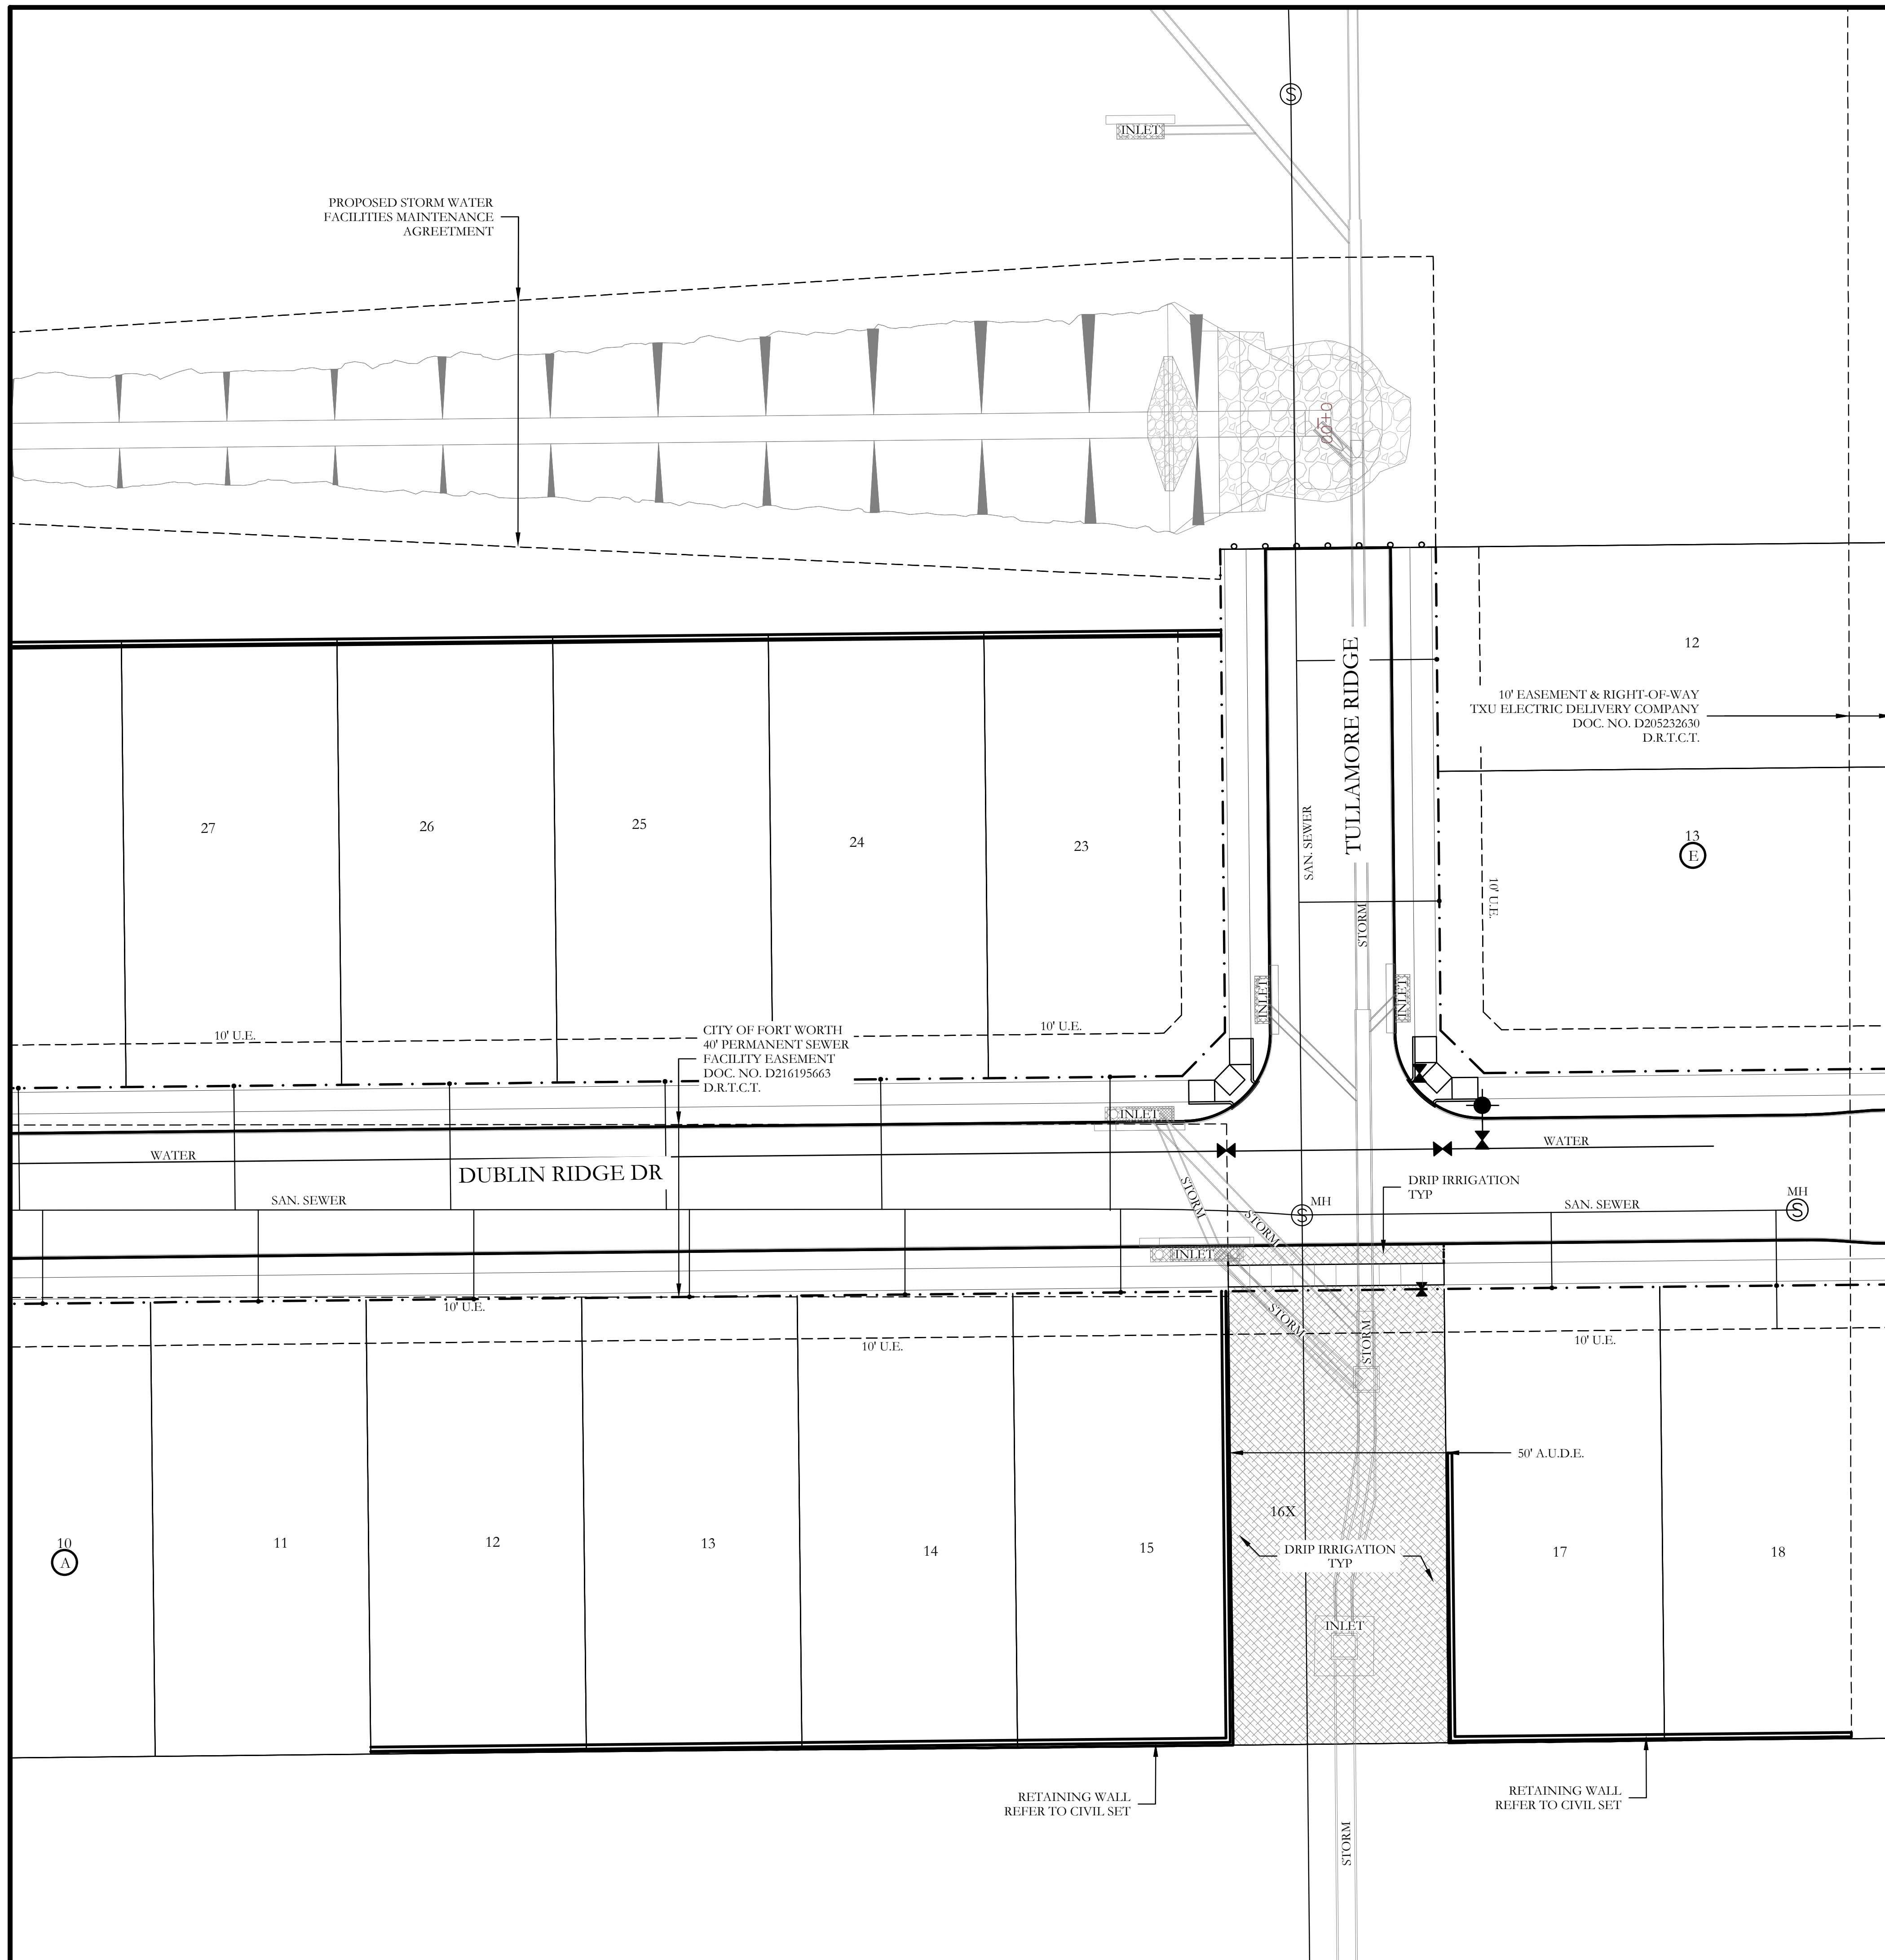 S
INLET
PROPOSED STORM WATER
FACILITIES MAINTENANCE
AGREETMENT
0+00
TULLAMORE RIDGE
12
10' EASEMENT & RIGHT-OF-WAY
TXU ELECTRIC DELIVERY COMPANY
DOC. NO. D205232630
D.R.T.C.T.
27
26
25
24
23
SAN. SEWER
13
E
10' U.E.
STORM
INLET
INLET
10' U.E.
10' U.E.
CITY OF FORT WORTH
40' PERMANENT SEWER
FACILITY EASEMENT
DOC. NO. D216195663
D.R.T.C.T.
INLET
WATER
WATER
DUBLIN RIDGE DR
DRIP IRRIGATION
TYP
SAN. SEWER
STORM
STORM
MH
S
SAN. SEWER
MH
S
INLET
10' U.E.
STORM
STORM
10' U.E.
10' U.E.
50' A.U.D.E.
16X
10
A
11
12
13
14
15
DRIP IRRIGATION
TYP
17
18
INLET
RETAINING WALL
REFER TO CIVIL SET
RETAINING WALL
REFER TO CIVIL SET
STORM